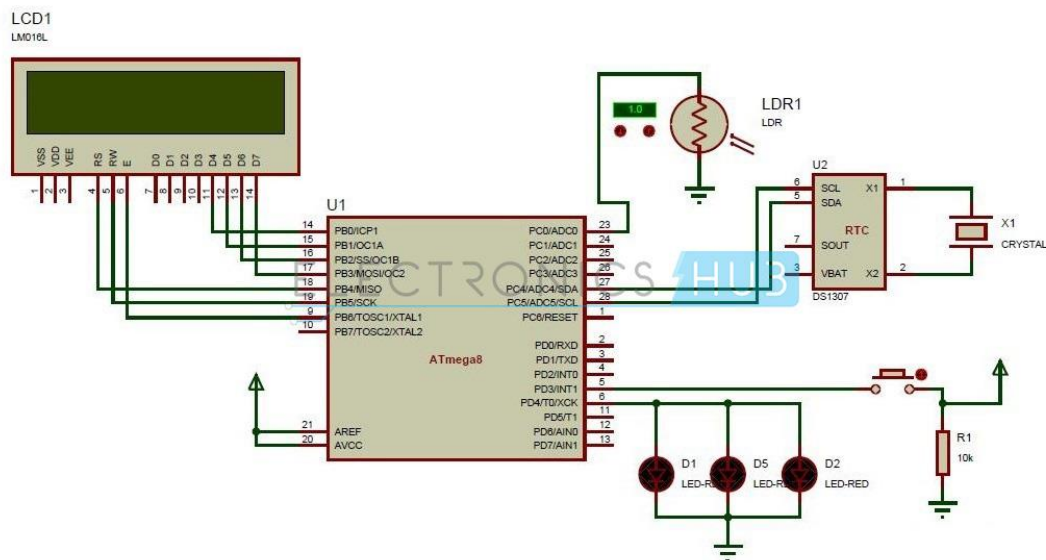 LCD1
LM016L
VSS
VDD
VEE
RS
RW
E
D0
D1
D2
D3
D4
D5
D6
D7
1
2
3
4
5
6
7
8
9
10
11
12
13
14
1.0
LDR1
LDR
U2
6 SCL X1 1
5 SDA
RTC
7 SOUT
3 VBAT X2 2
DS1307
X1
CRYSTAL
U1
14 PB0/ICP1 PC0/ADC0 23
15 PB1/OC1A PC1/ADC1 24
16 PB2/SS/OC1B PC2/ADC2 25
17 PB3/MOSI/OC2 PC3/ADC3 26
18 PB4/MISO PC4/ADC4/SDA 27
19 PB5/SCK PC5/ADC5/SCL 28
9 PB6/TOSC1/XTAL1 PC6/RESET 1
10 PB7/TOSC2/XTAL2
PD0/RXD 2
ATmega8 PD1/TXD 3
PD2/INT0 4
PD3/INT1 5
PD4/T0/XCK 6
PD5/T1 11
21 AREF PD6/AIN0 12
20 AVCC PD7/AIN1 13
ELECTRONICS HUB
R1
10k
D1
D5
D2
LED-RED